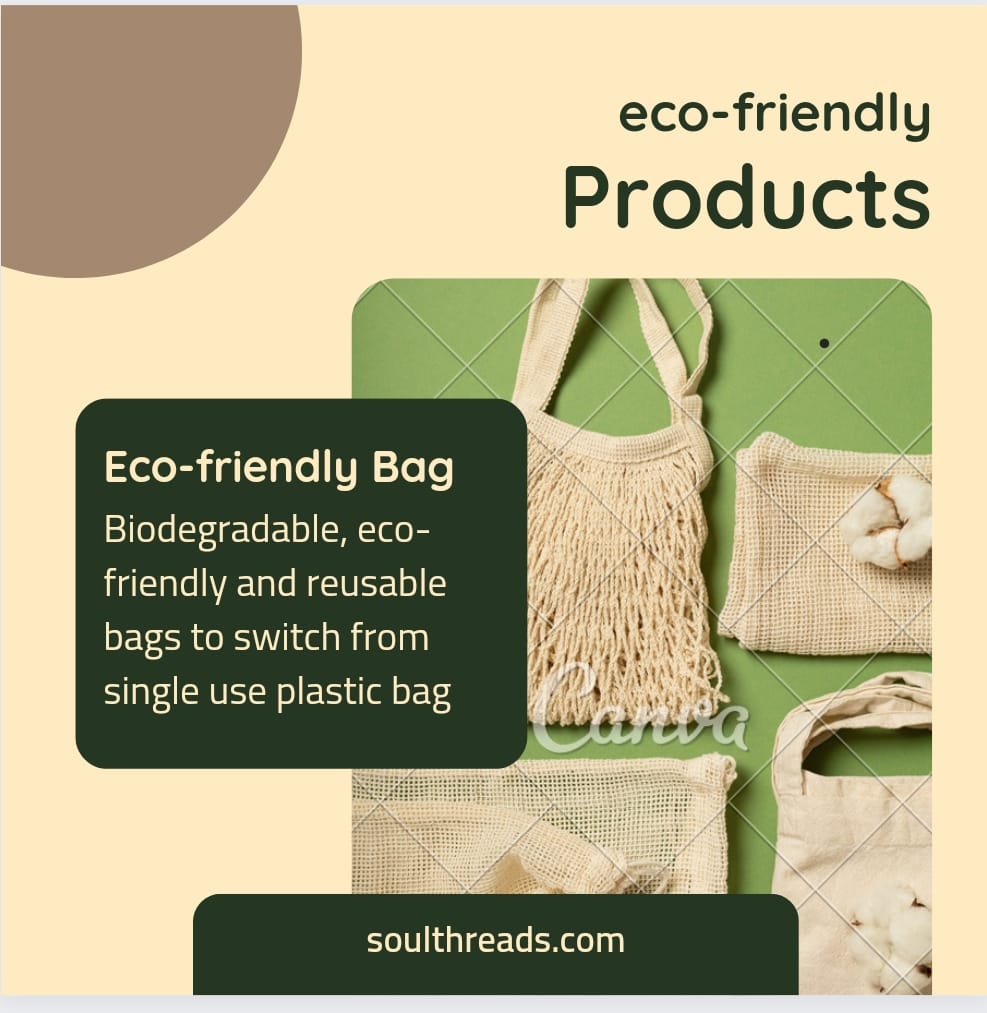 eco-friendly
Products
Eco-friendly Bag
Biodegradable, eco-
friendly and reusable
bags to switch from
single use plastic bag
Canva
soulthreads.com